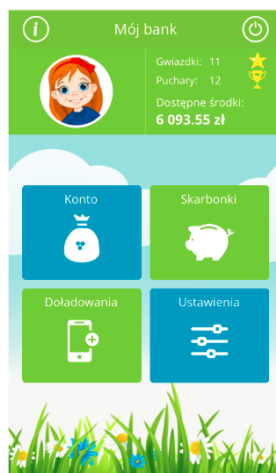 i
Mój bank
Gwiazdki: 11
Puchary: 12
Dostępne środki:
6 093.55 zł
Konto
Skarbonki
Doładowania
Ustawienia